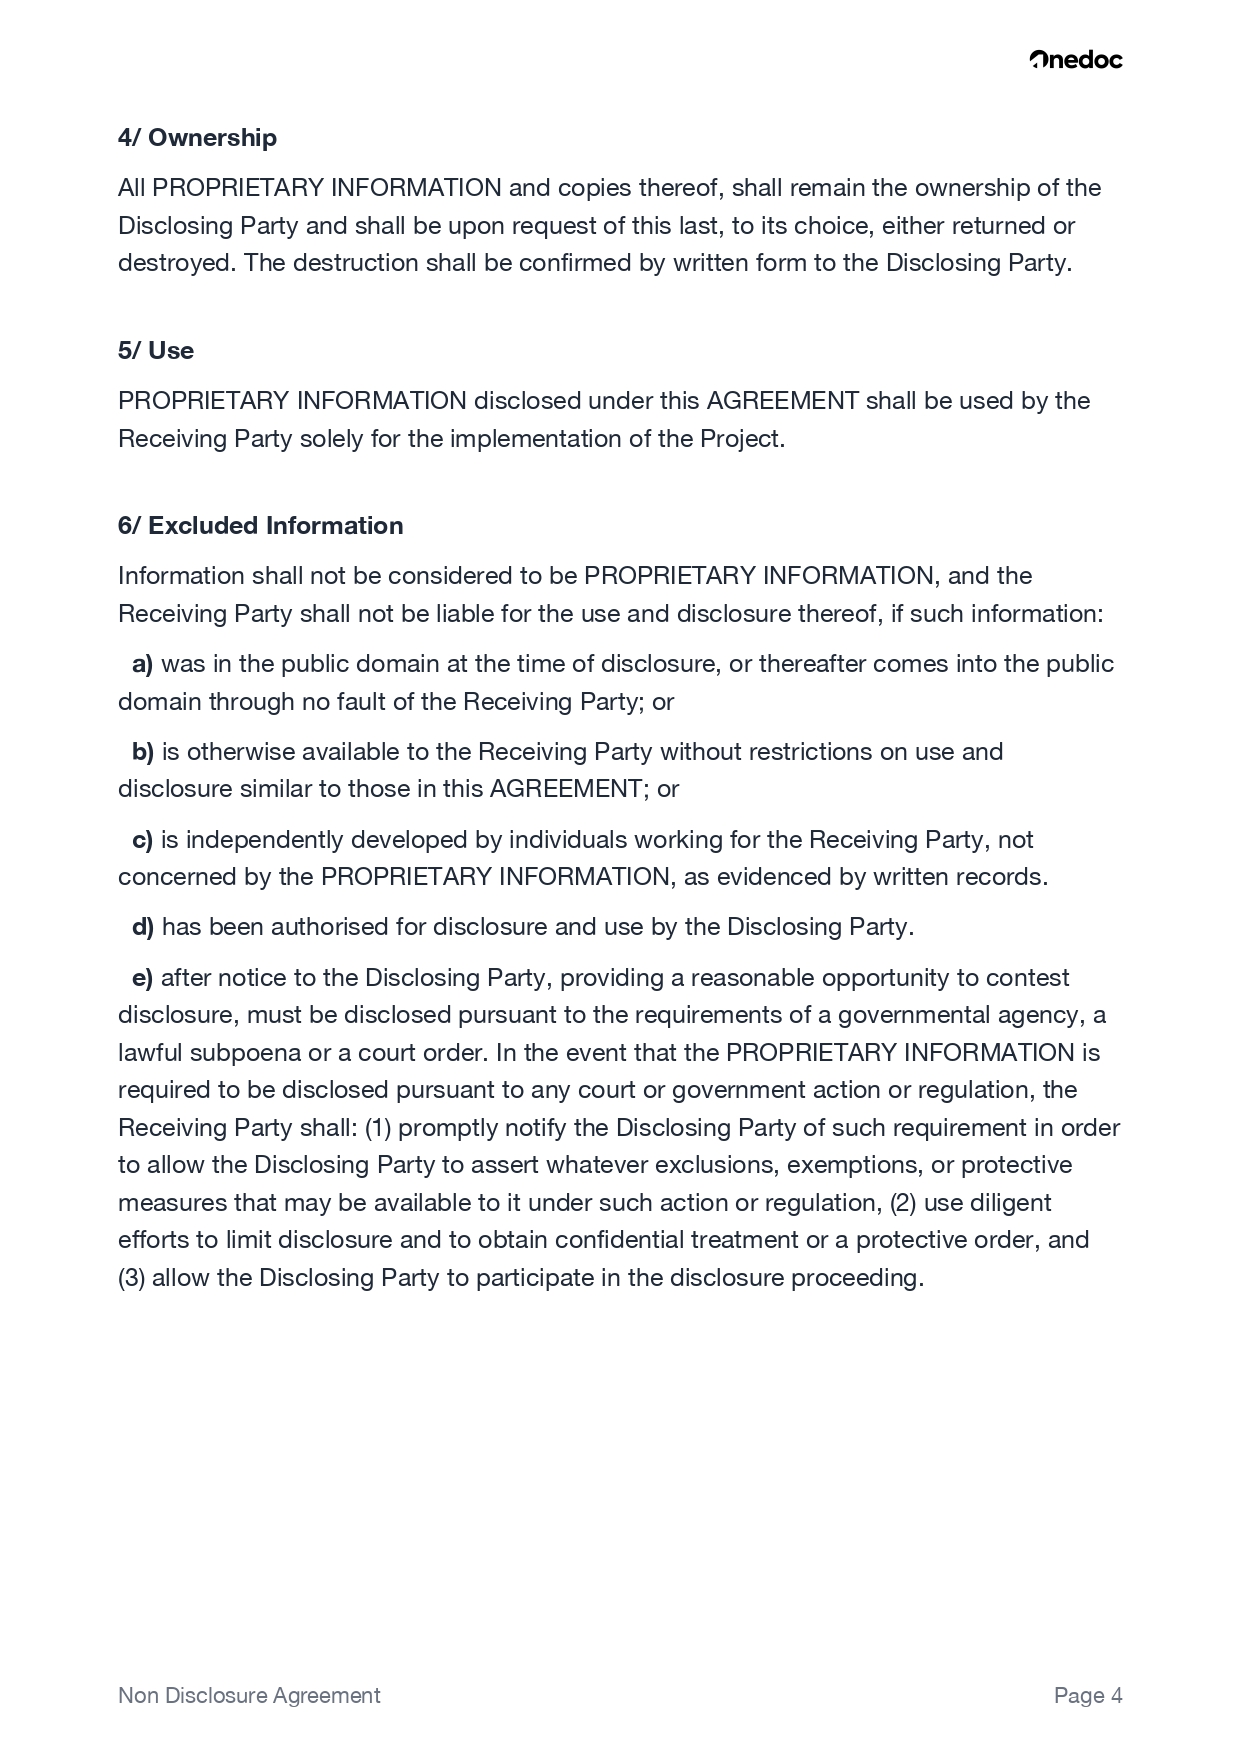 Onedoc
4/ Ownership
All PROPRIETARY INFORMATION and copies thereof, shall remain the ownership of the
Disclosing Party and shall be upon request of this last, to its choice, either returned or
destroyed. The destruction shall be confirmed by written form to the Disclosing Party.
5/ Use
PROPRIETARY INFORMATION disclosed under this AGREEMENT shall be used by the
Receiving Party solely for the implementation of the Project.
6/ Excluded Information
Information shall not be considered to be PROPRIETARY INFORMATION, and the
Receiving Party shall not be liable for the use and disclosure thereof, if such information:
a) was in the public domain at the time of disclosure, or thereafter comes into the public
domain through no fault of the Receiving Party; or
b) is otherwise available to the Receiving Party without restrictions on use and
disclosure similar to those in this AGREEMENT; or
c) is independently developed by individuals working for the Receiving Party, not
concerned by the PROPRIETARY INFORMATION, as evidenced by written records.
d) has been authorised for disclosure and use by the Disclosing Party.
e) after notice to the Disclosing Party, providing a reasonable opportunity to contest
disclosure, must be disclosed pursuant to the requirements of a governmental agency, a
lawful subpoena or a court order. In the event that the PROPRIETARY INFORMATION is
required to be disclosed pursuant to any court or government action or regulation, the
Receiving Party shall: (1) promptly notify the Disclosing Party of such requirement in order
to allow the Disclosing Party to assert whatever exclusions, exemptions, or protective
measures that may be available to it under such action or regulation, (2) use diligent
efforts to limit disclosure and to obtain confidential treatment or a protective order, and
(3) allow the Disclosing Party to participate in the disclosure proceeding.
Non Disclosure Agreement
Page 4